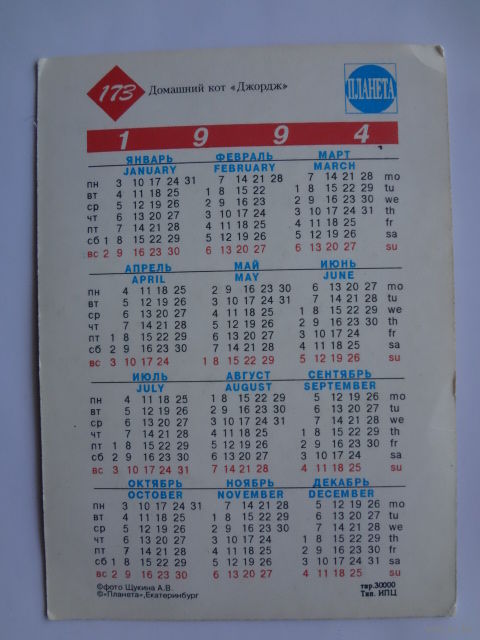 173 Домашний кот «Джордж» ПЛАНЕТА
1 9 9 4
ЯНВАРЬ ФЕВРАЛЬ МАРТ
JANUARY FEBRUARY MARCH
пн 3 10 17 24 31 7 14 21 28 7 14 21 28 mo
вт 4 11 18 25 1 8 15 22 1 8 15 22 29 tu
ср 5 12 19 26 2 9 16 23 2 9 16 23 30 we
чт 6 13 20 27 3 10 17 24 3 10 17 24 31 th
пт 7 14 21 28 4 11 18 25 4 11 18 25 fr
сб 1 8 15 22 29 5 12 19 26 5 12 19 26 sa
вс 2 9 16 23 30 6 13 20 27 6 13 20 27 su
АПРЕЛЬ МАЙ ИЮНЬ
APRIL MAY JUNE
пн 4 11 18 25 2 9 16 23 30 6 13 20 27 mo
вт 5 12 19 26 3 10 17 24 31 7 14 21 28 tu
ср 6 13 20 27 4 11 18 25 1 8 15 22 29 we
чт 7 14 21 28 5 12 19 26 2 9 16 23 30 th
пт 1 8 15 22 29 6 13 20 27 3 10 17 24 fr
сб 2 9 16 23 30 7 14 21 28 4 11 18 25 sa
вс 3 10 17 24 1 8 15 22 29 5 12 19 26 su
ИЮЛЬ АВГУСТ СЕНТЯБРЬ
JULY AUGUST SEPTEMBER
пн 4 11 18 25 1 8 15 22 29 5 12 19 26 mo
вт 5 12 19 26 2 9 16 23 30 6 13 20 27 tu
ср 6 13 20 27 3 10 17 24 31 7 14 21 28 we
чт 7 14 21 28 4 11 18 25 1 8 15 22 29 th
пт 1 8 15 22 29 5 12 19 26 2 9 16 23 30 fr
сб 2 9 16 23 30 6 13 20 27 3 10 17 24 sa
вс 3 10 17 24 31 7 14 21 28 4 11 18 25 su
ОКТЯБРЬ НОЯБРЬ ДЕКАБРЬ
OCTOBER NOVEMBER DECEMBER
пн 3 10 17 24 31 7 14 21 28 5 12 19 26 mo
вт 4 11 18 25 1 8 15 22 29 6 13 20 27 tu
ср 5 12 19 26 2 9 16 23 30 7 14 21 28 we
чт 6 13 20 27 3 10 17 24 1 8 15 22 29 th
пт 7 14 21 28 4 11 18 25 2 9 16 23 30 fr
сб 1 8 15 22 29 5 12 19 26 3 10 17 24 31 sa
вс 2 9 16 23 30 6 13 20 27 4 11 18 25 su
©фото Щукина А.В. тир.30000
©«Планета»,Екатеринбург Тип. ИПЦ